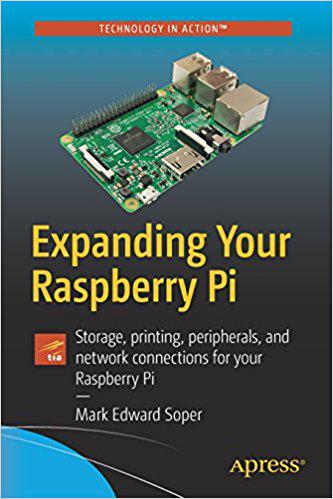 TECHNOLOGY IN ACTION™
Expanding Your
Raspberry Pi
tia
Storage, printing, peripherals, and
network connections for your
Raspberry Pi
—
Mark Edward Soper
Apress®